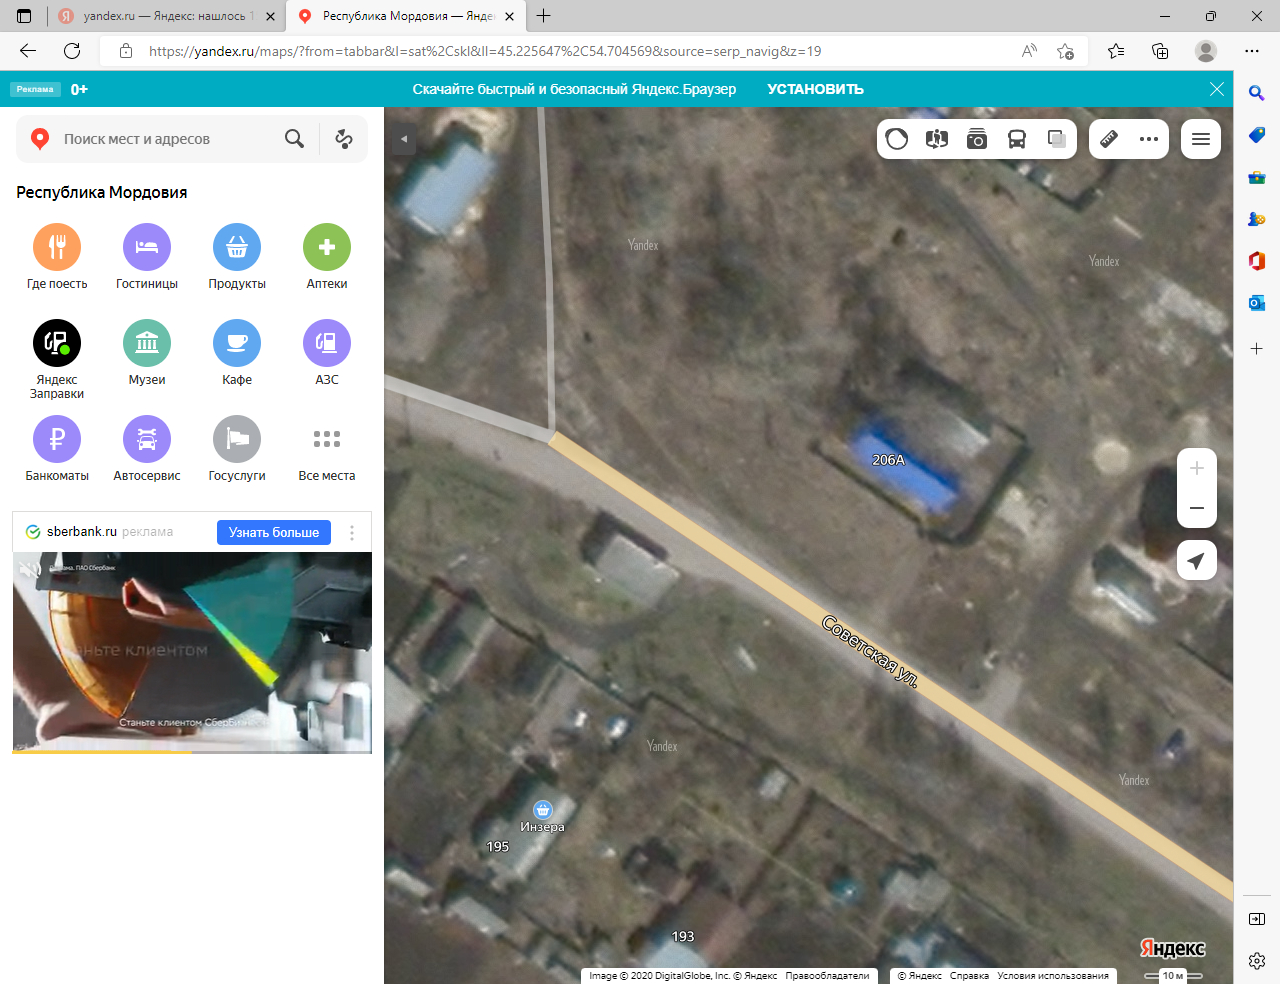 yandex.ru — Яндекс: нашлось
Республика Мордовия — Янде
https://yandex.ru/maps/?from=tabbar&l=sat%2Cskl&ll=45.225647%2C54.704569&source=serp_navig&z=19
Реклама
0+
Скачайте быстрый и безопасный Яндекс.Браузер
УСТАНОВИТЬ
Поиск мест и адресов
Республика Мордовия
Где поесть
Гостиницы
Продукты
Аптеки
Яндекс
Заправки
Музеи
Кафе
АЗС
Банкоматы
Автосервис
Госуслуги
Все места
sberbank.ru реклама
Узнать больше
Реклама. ПАО Сбербанк
Станьте клиентом
Yandex
Yandex
206А
Советская ул.
Yandex
Yandex
Инзера
195
193
Яндекс
Image © 2020 DigitalGlobe, Inc. © Яндекс Правообладатели
© Яндекс Справка Условия использования
10 м